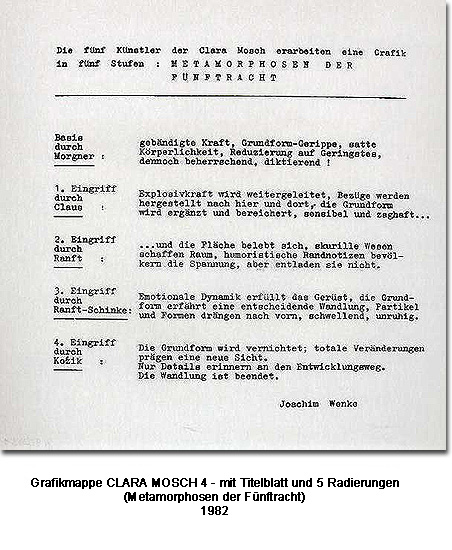 Die fünf Künstler der Clara Mosch erarbeiten eine Grafik
in fünf Stufen : M E T A M O R P H O S E N   D E R
F Ü N F T R A C H T
Basis
durch
Morgner :
gebändigte Kraft, Grundform-Gerippe, satte
Körperlichkeit, Reduzierung auf Geringstes,
dennoch beherrschend, diktierend !
1. Eingriff
durch
Claus :
Explosivkraft wird weitergeleitet, Bezüge werden
hergestellt nach hier und dort, die Grundform
wird ergänzt und bereichert, sensibel und zaghaft...
2. Eingriff
durch
Ranft :
...und die Fläche belebt sich, skurille Wesen
schaffen Raum, humoristische Randnotizen bevöl-
kern die Spannung, aber entladen sie nicht.
3. Eingriff
durch
Ranft-Schinke:
Emotionale Dynamik erfüllt das Gerüst, die Grund-
form erfährt eine entscheidende Wandlung, Partikel
und Formen drängen nach vorn, schwellend, unruhig.
4. Eingriff
durch
Kožik :
Die Grundform wird vernichtet; totale Veränderungen
prägen eine neue Sicht.
Nur Details erinnern an den Entwicklungsweg.
Die Wandlung ist beendet.
Joachim Wenke
Grafikmappe CLARA MOSCH 4 - mit Titelblatt und 5 Radierungen
(Metamorphosen der Fünftracht)
1982